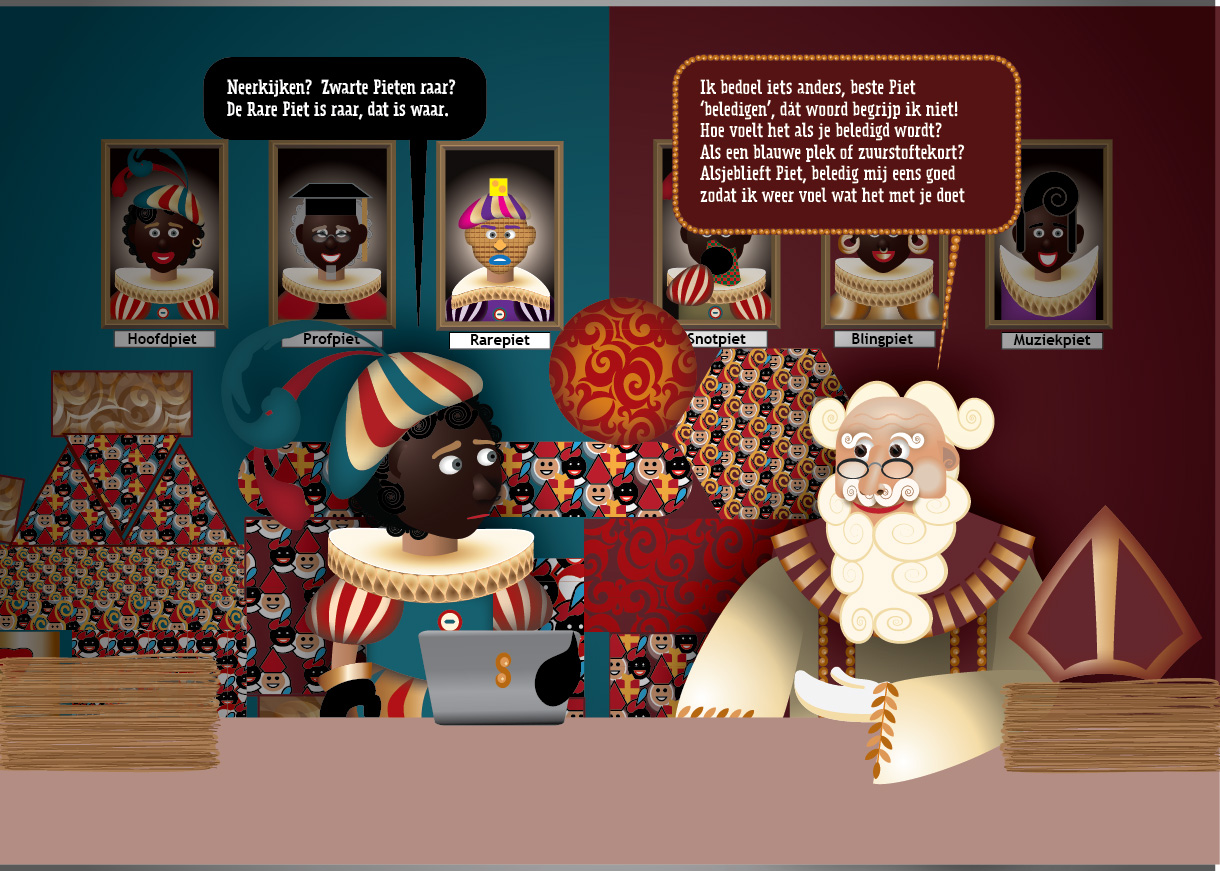 Neerkijken? Zwarte Pieten raar?
De Rare Piet is raar, dat is waar.
Ik bedoel iets anders, beste Piet
‘beledigen’, dát woord begrijp ik niet!
Hoe voelt het als je beledigd wordt?
Als een blauwe plek of zuurstoftekort?
Alsjeblieft Piet, beledig mij eens goed
zodat ik weer voel wat het met je doet
Hoofdpiet
Profpiet
Rarepiet
Snotpiet
Blingpiet
Muziekpiet